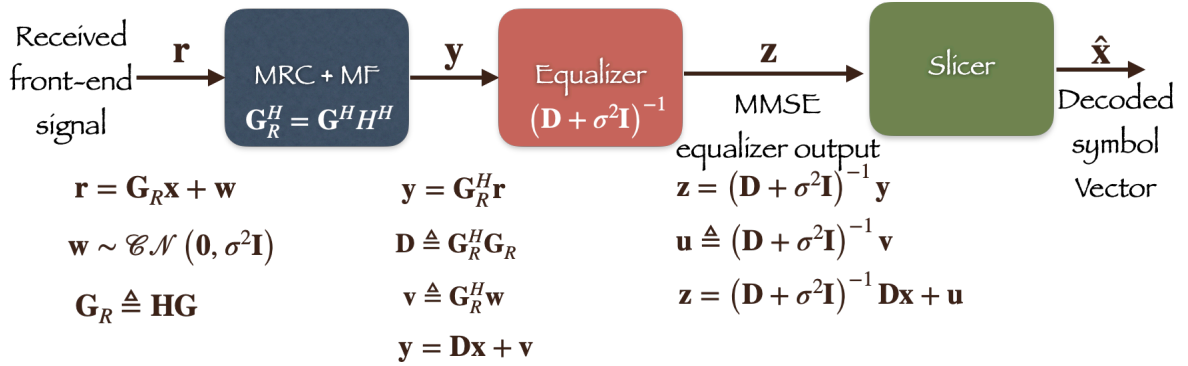 Received
front-end
signal
r
MRC + MF
G_R^H = G^H H^H
y
Equalizer
(D + σ²I)⁻¹
z
MMSE
equalizer output
Slicer
x̂
Decoded
symbol
Vector
r = G_R x + w
w ~ 𝒞𝒩 (0, σ²I)
G_R ≜ HG
y = G_R^H r
D ≜ G_R^H G_R
v ≜ G_R^H w
y = Dx + v
z = (D + σ²I)⁻¹ y
u ≜ (D + σ²I)⁻¹ v
z = (D + σ²I)⁻¹ Dx + u